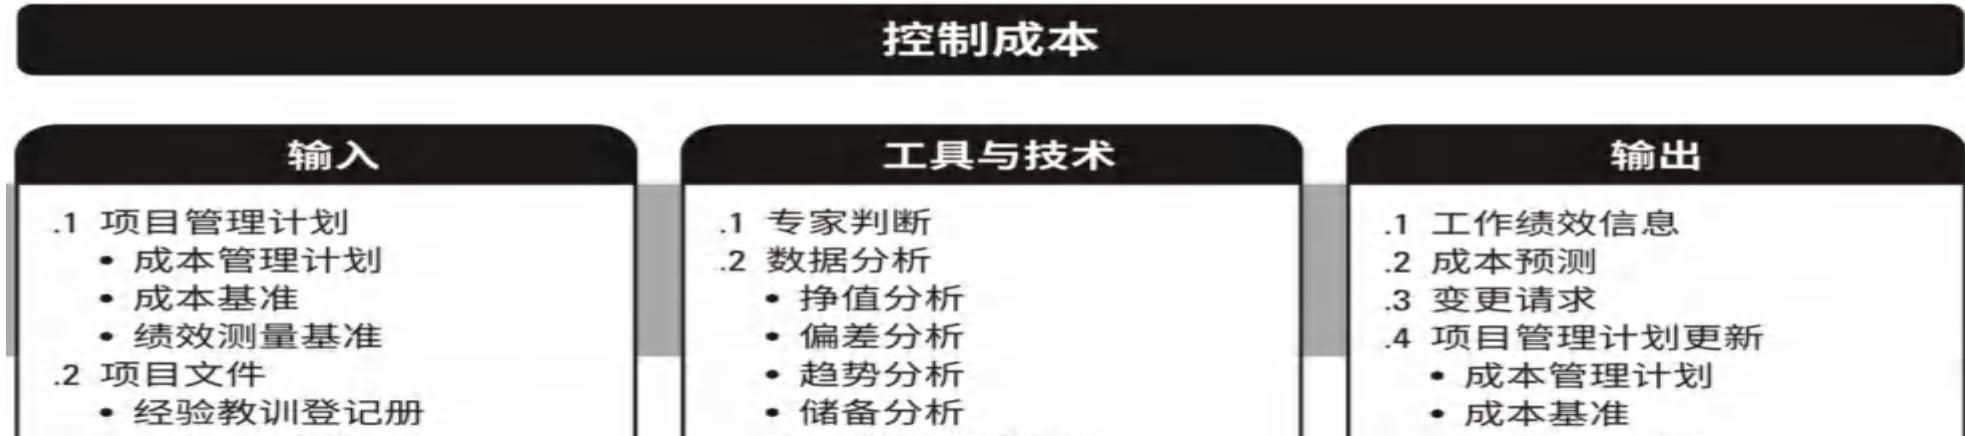 控制成本
输入
.1 项目管理计划
• 成本管理计划
• 成本基准
• 绩效测量基准
.2 项目文件
• 经验教训登记册
工具与技术
.1 专家判断
.2 数据分析
• 挣值分析
• 偏差分析
• 趋势分析
• 储备分析
输出
.1 工作绩效信息
.2 成本预测
.3 变更请求
.4 项目管理计划更新
• 成本管理计划
• 成本基准